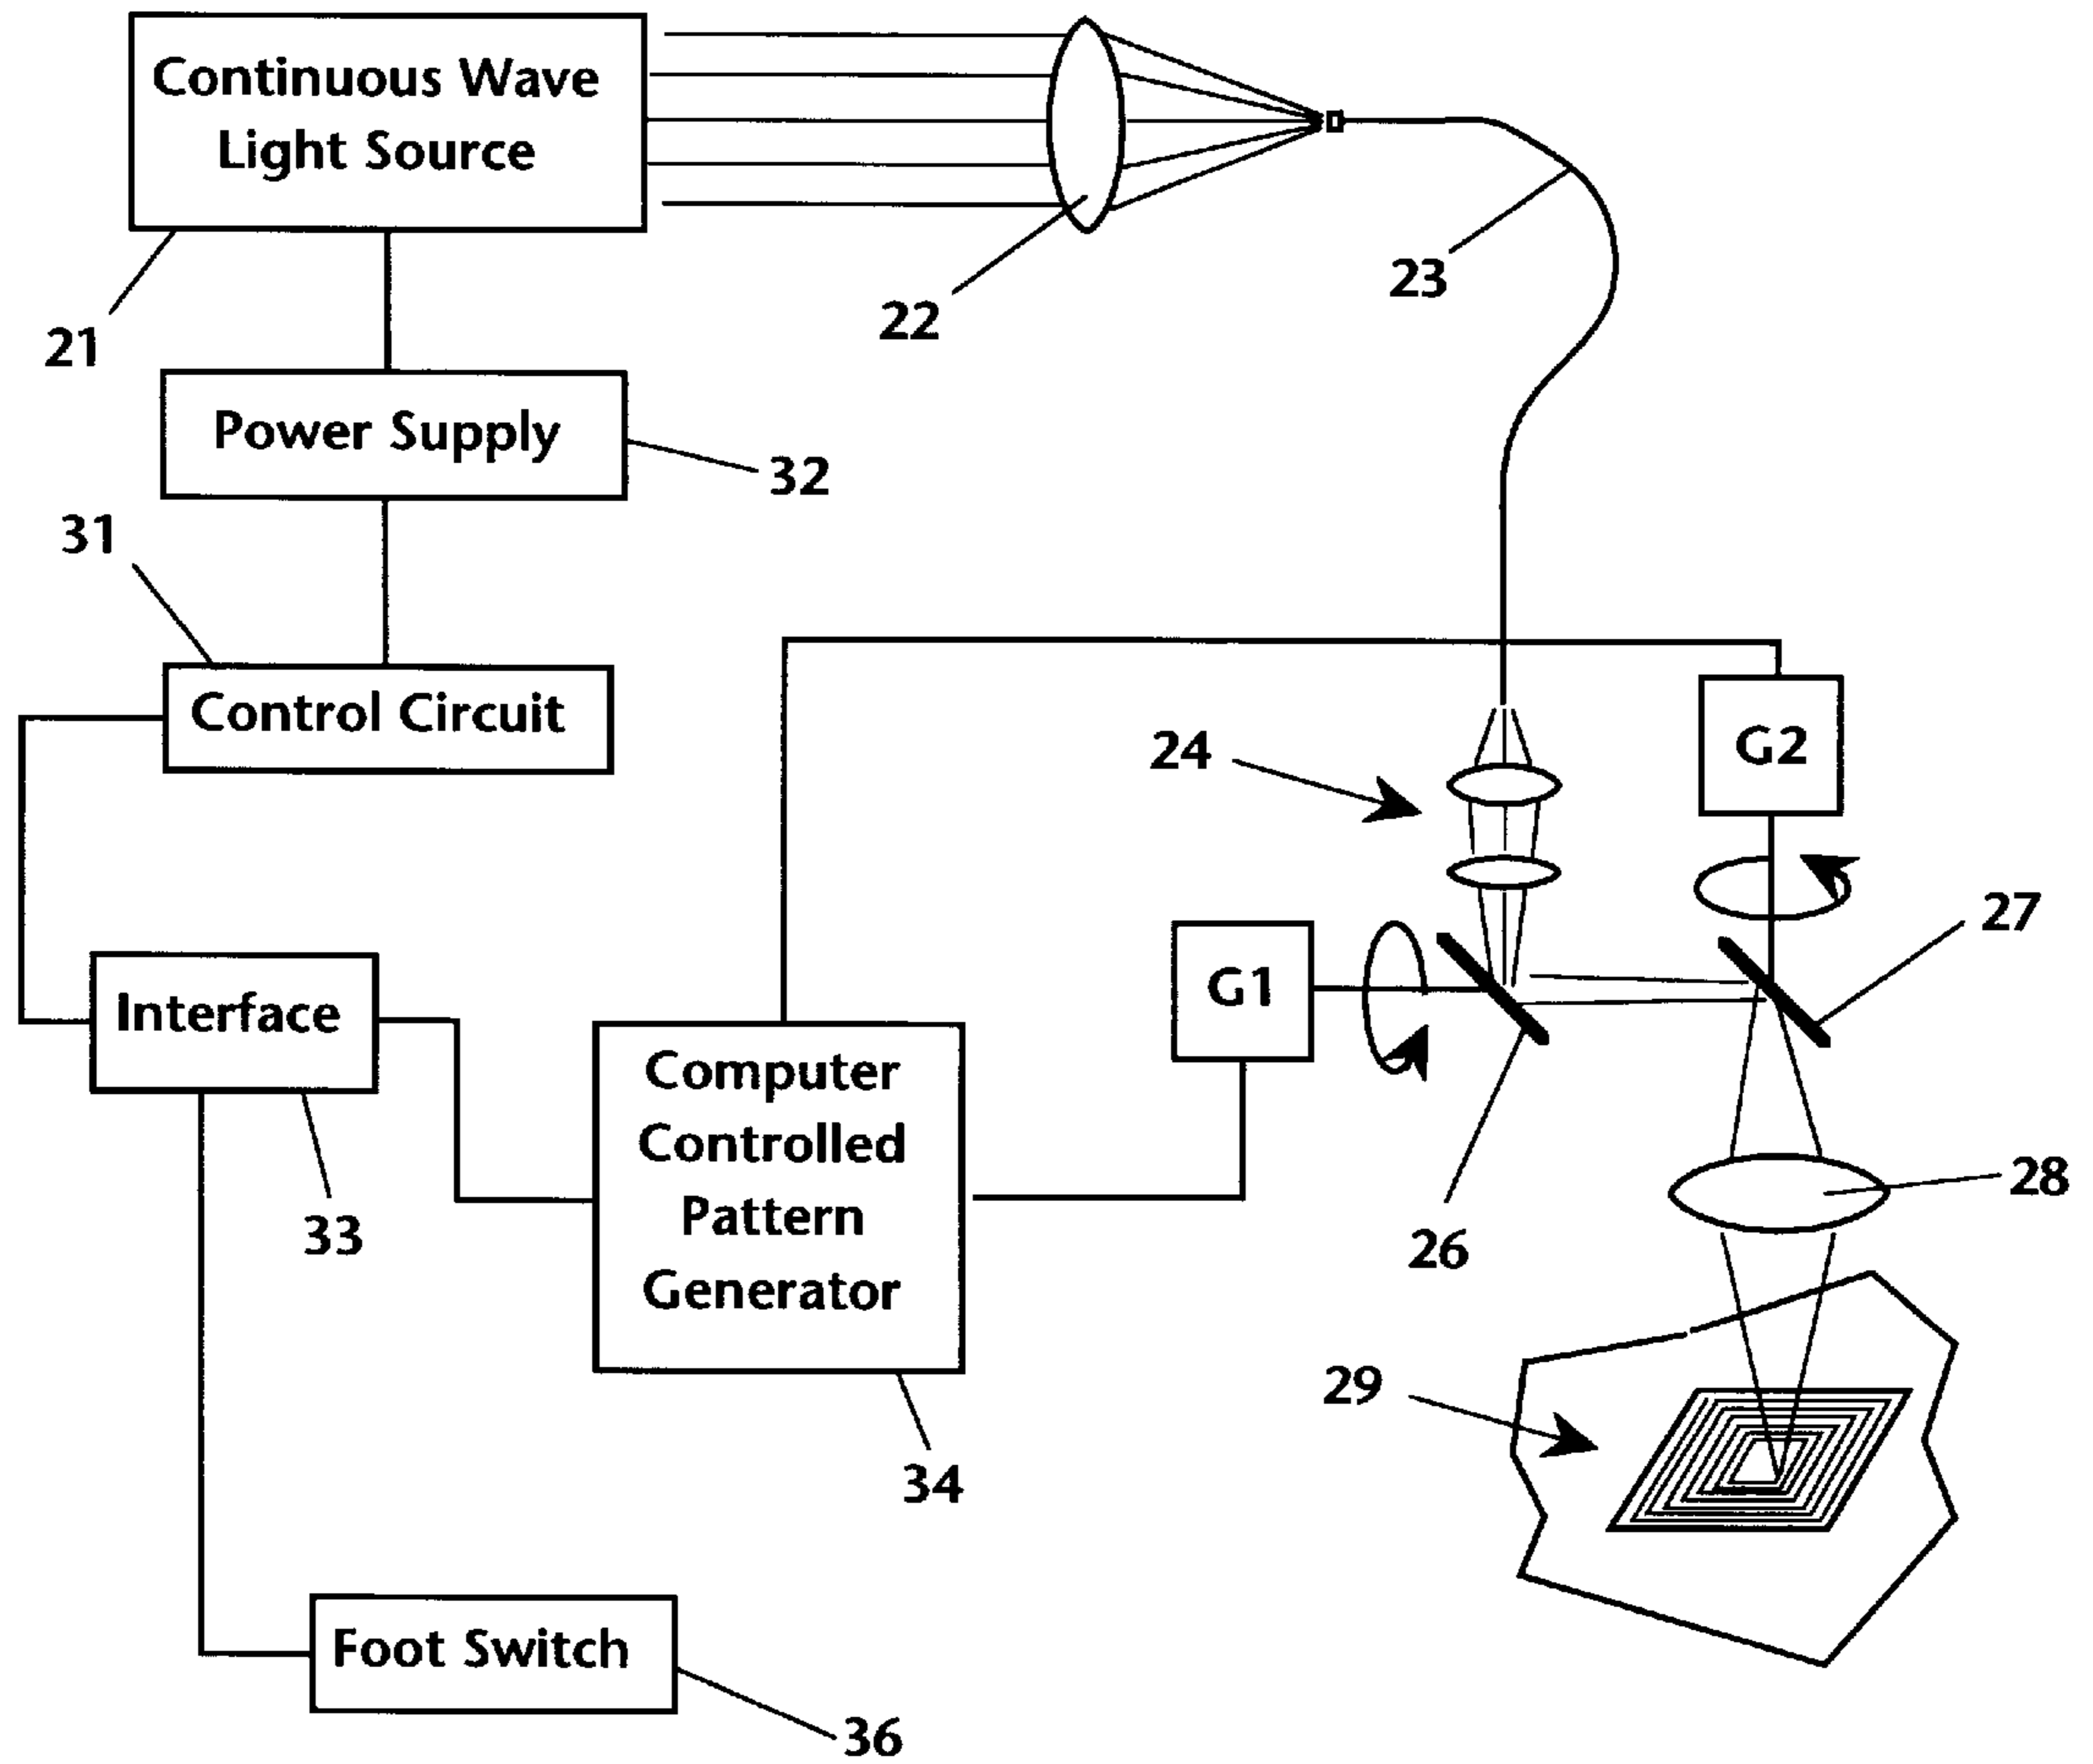 Continuous Wave
Light Source
21
22
23
Power Supply
32
31
Control Circuit
24
G2
27
G1
Interface
33
Computer
Controlled
Pattern
Generator
26
28
29
34
Foot Switch
36